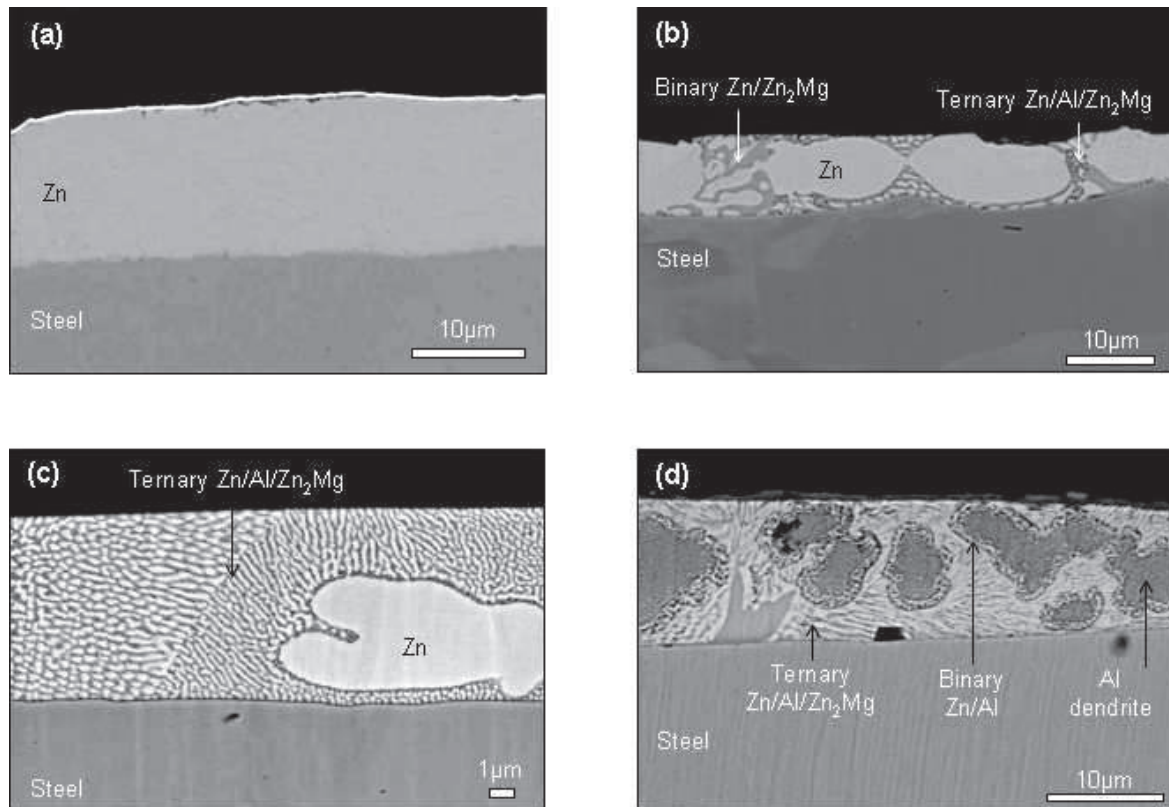 (a)
Zn
Steel
10µm
(b)
Binary Zn/Zn₂Mg
Ternary Zn/Al/Zn₂Mg
Zn
Steel
10µm
(c)
Ternary Zn/Al/Zn₂Mg
Zn
1µm
Steel
(d)
Ternary
Zn/Al/Zn₂Mg
Binary
Zn/Al
Al
dendrite
Steel
10µm